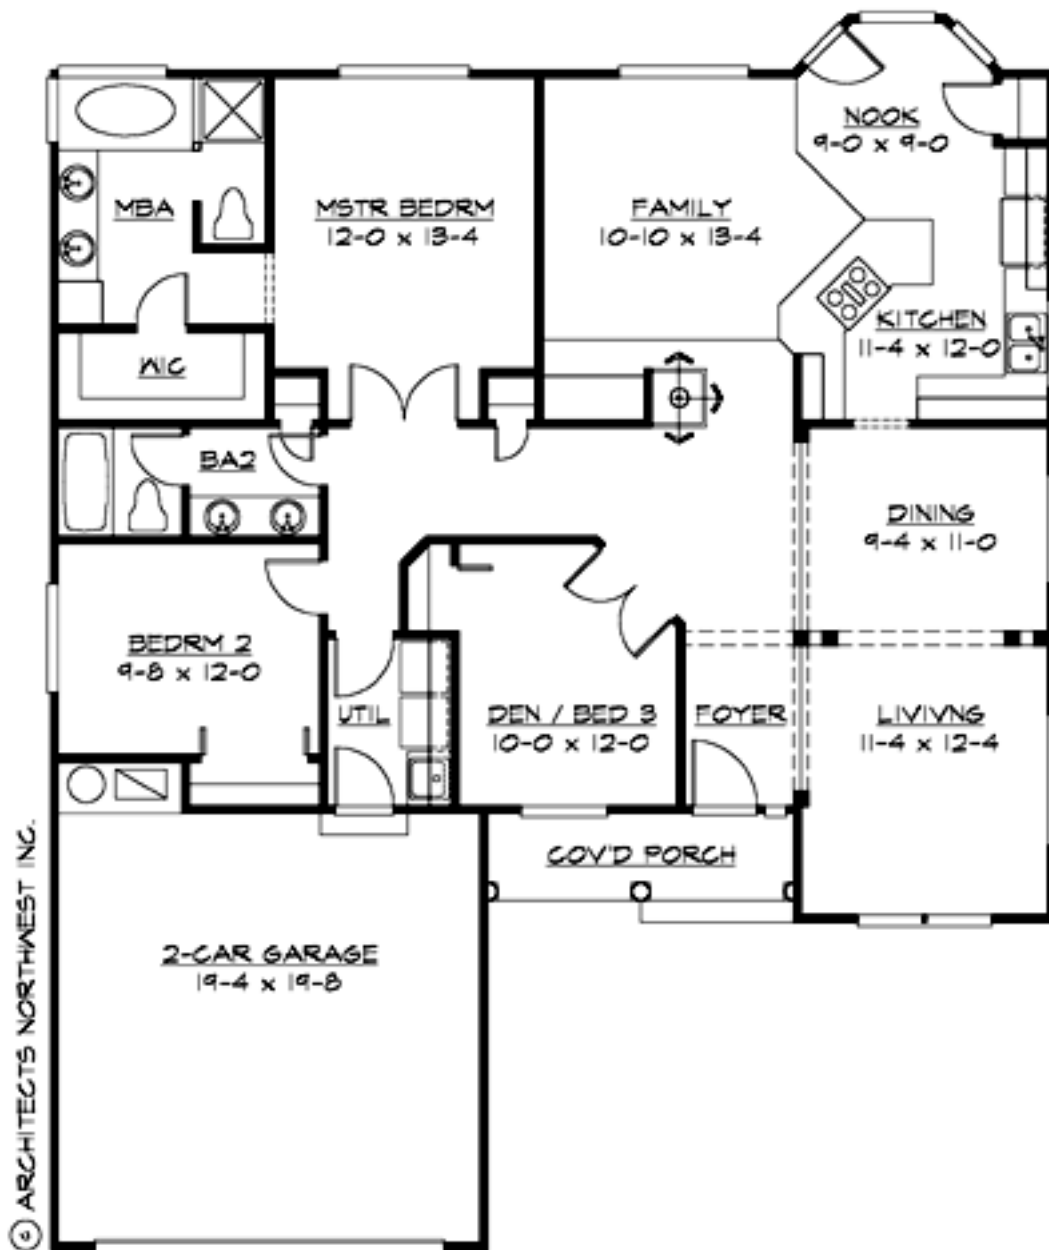 NOOK
9-0 x 9-0
MBA
MSTR BEDRM
12-0 x 13-4
FAMILY
10-10 x 13-4
KITCHEN
11-4 x 12-0
WIC
BA2
DINING
9-4 x 11-0
BEDRM 2
9-8 x 12-0
UTIL
DEN / BED 3
10-0 x 12-0
FOYER
LIVIVNG
11-4 x 12-4
COV'D PORCH
2-CAR GARAGE
19-4 x 19-8
© ARCHITECTS NORTHWEST INC.